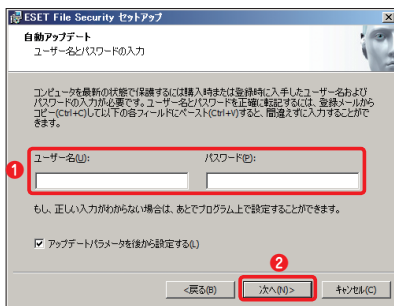 ESET File Security セットアップ
自動アップデート
ユーザー名とパスワードの入力
コンピュータを最新の状態で保護するには購入時または登録時に入手したユーザー名および
パスワードの入力が必要です。ユーザー名とパスワードを正確に転記するには、登録メールから
コピー(Ctrl+C)して以下の各フィールドにペースト(Ctrl+V)すると、間違えずに入力することがで
きます。
1
ユーザー名(U): パスワード(P):
もし、正しい入力がわからない場合は、あとでプログラム上で設定することができます。
アップデートパラメータを後から設定する(L)
2
<戻る(B) 次へ(N)> キャンセル(C)